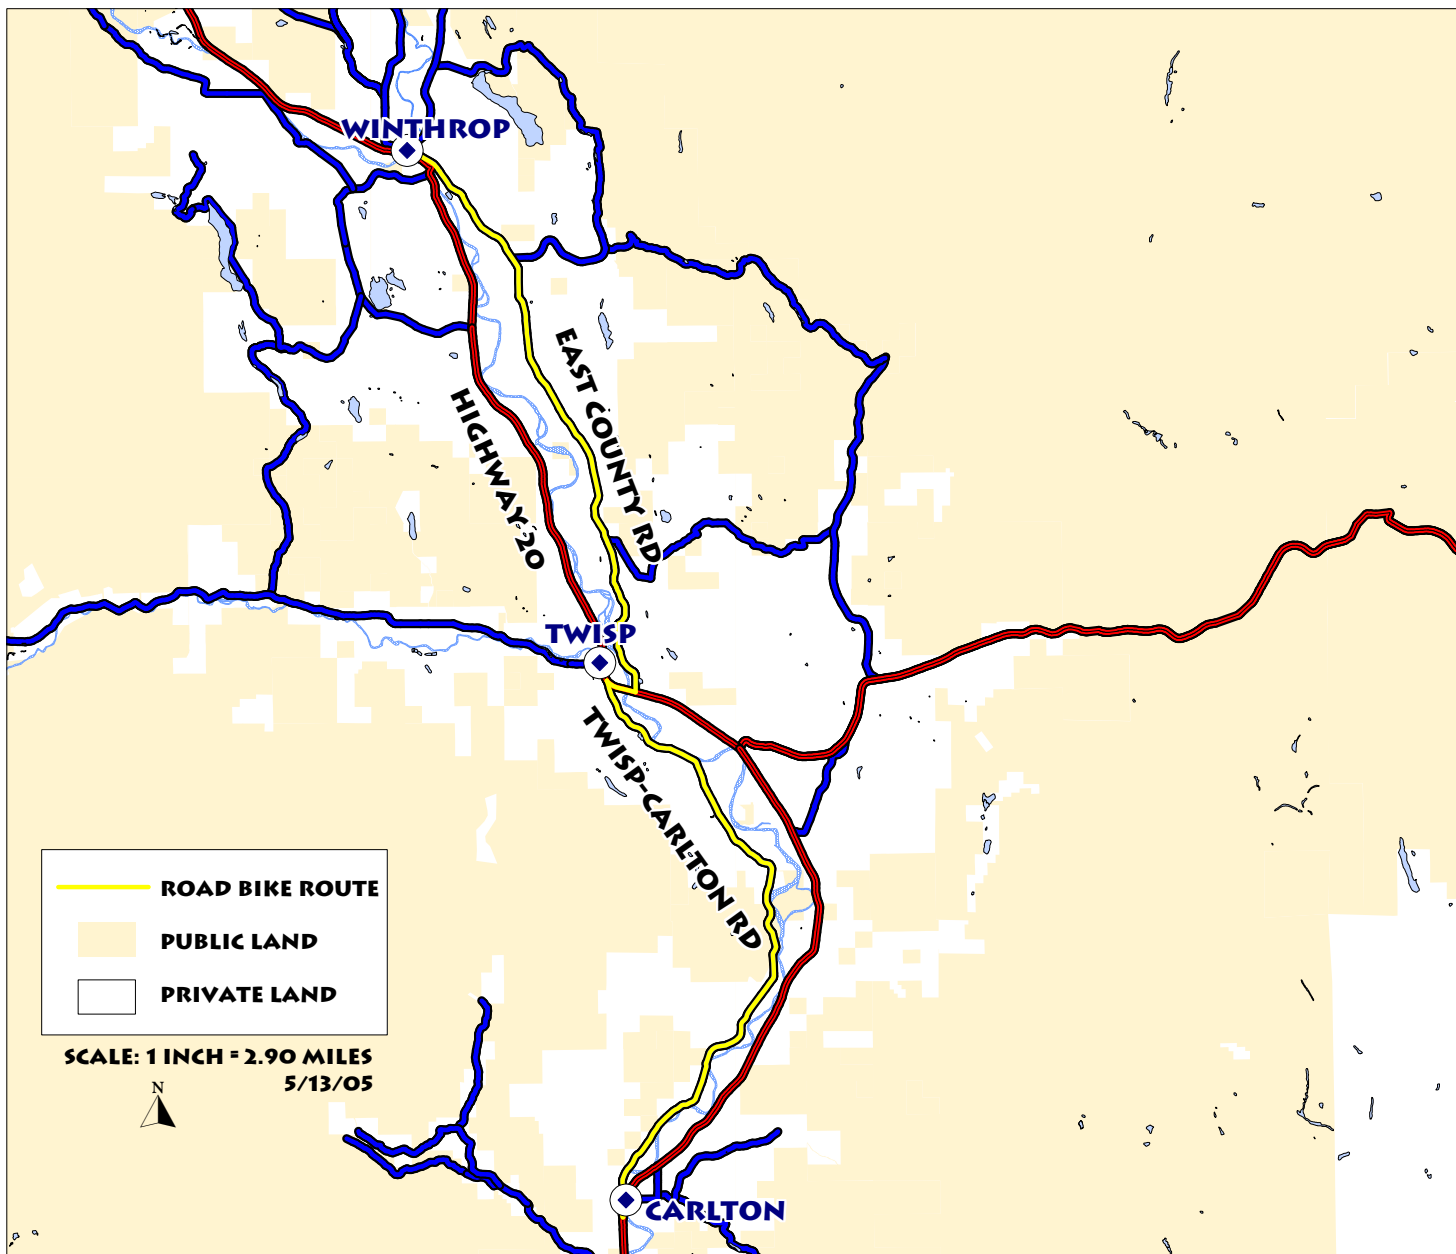 WINTHROP
EAST COUNTY RD
HIGHWAY 20
TWISP
TWISP-CARLTON RD
ROAD BIKE ROUTE
PUBLIC LAND
PRIVATE LAND
SCALE: 1 INCH = 2.90 MILES
5/13/05
N
CARLTON